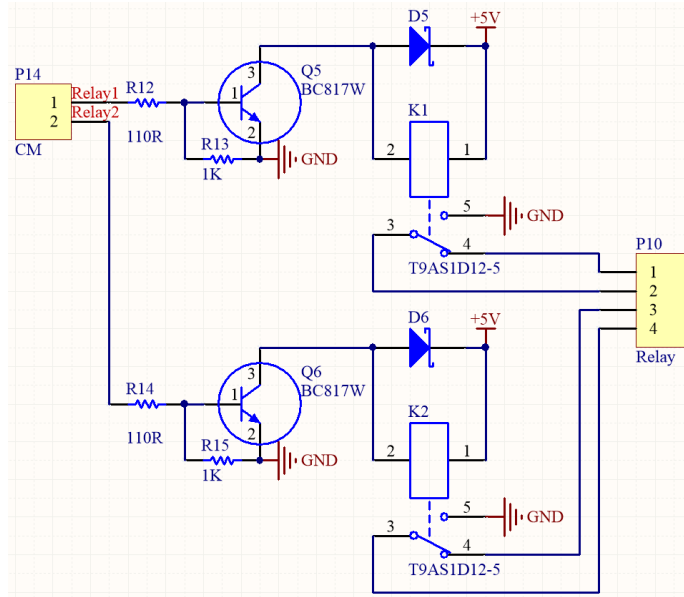 D5
+5V
P14
Relay1
Relay2
1
2
CM
R12
110R
3
1
2
Q5
BC817W
R13
1K
GND
K1
2
1
5
GND
3
4
T9AS1D12-5
P10
1
2
3
4
Relay
D6
+5V
R14
110R
3
1
2
Q6
BC817W
R15
1K
GND
K2
2
1
5
GND
3
4
T9AS1D12-5